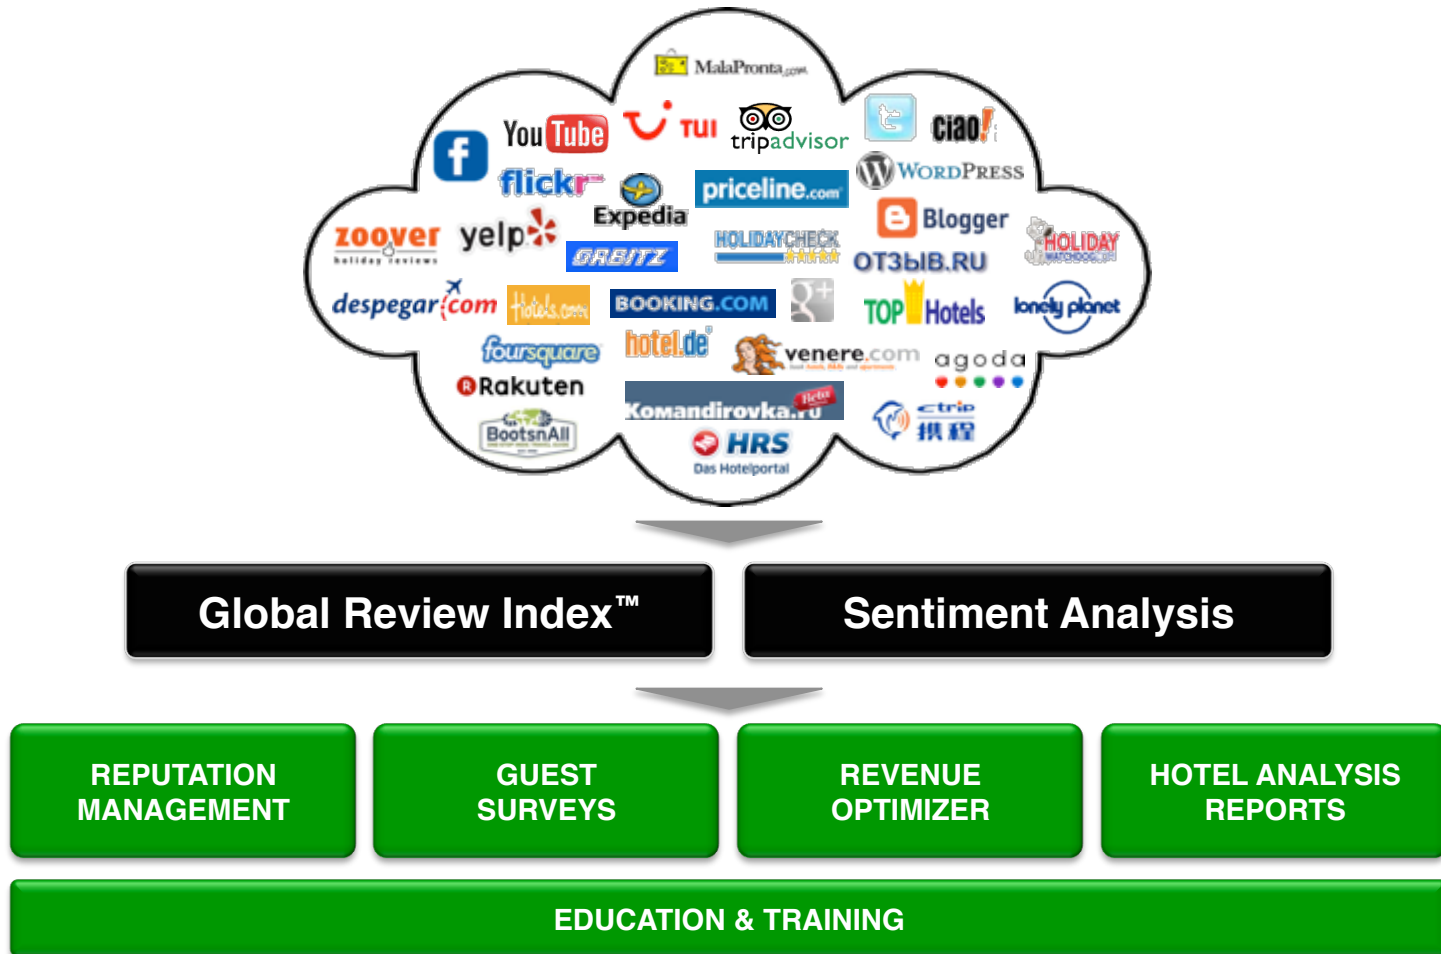 MalaPronta.com
You Tube
TUI
tripadvisor
ciao!
flickr
priceline.com
WORDPRESS
Expedia
Blogger
zoover
holiday reviews
yelp
ORBITZ
HOLIDAYCHECK
ОТЗЫВ.RU
HOLIDAY
WATCHDOG.COM
despegar.com
Hotels.com
BOOKING.COM
g+
TOP Hotels
lonely planet
foursquare
hotel.de
venere.com
agoda
Rakuten
Komandirovka.ru
Beta
BootsnAll
ctrip
携程
HRS
Das Hotelportal
Global Review Index™
Sentiment Analysis
REPUTATION
MANAGEMENT
GUEST
SURVEYS
REVENUE
OPTIMIZER
HOTEL ANALYSIS
REPORTS
EDUCATION & TRAINING